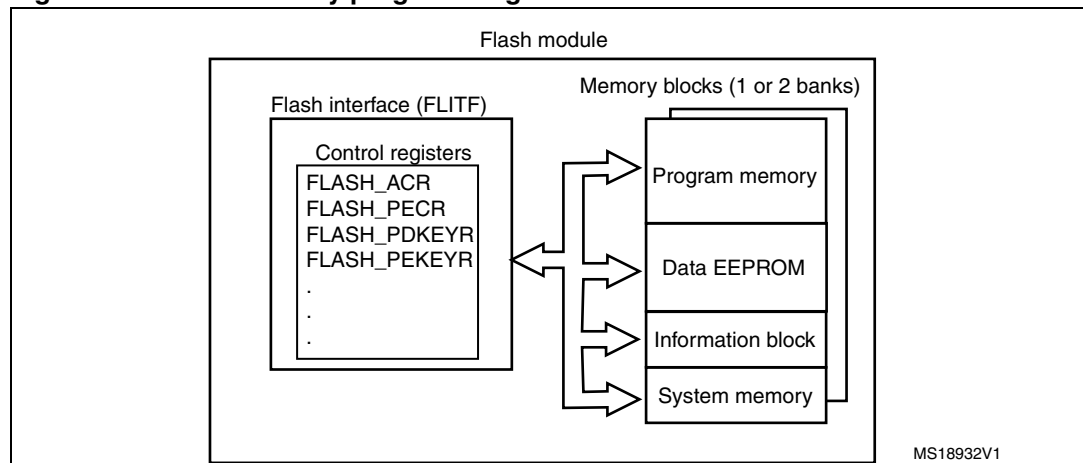 Flash module
Memory blocks (1 or 2 banks)
Flash interface (FLITF)
Control registers
FLASH_ACR
FLASH_PECR
FLASH_PDKEYR
FLASH_PEKEYR
.
.
.
Program memory
Data EEPROM
Information block
System memory
MS18932V1